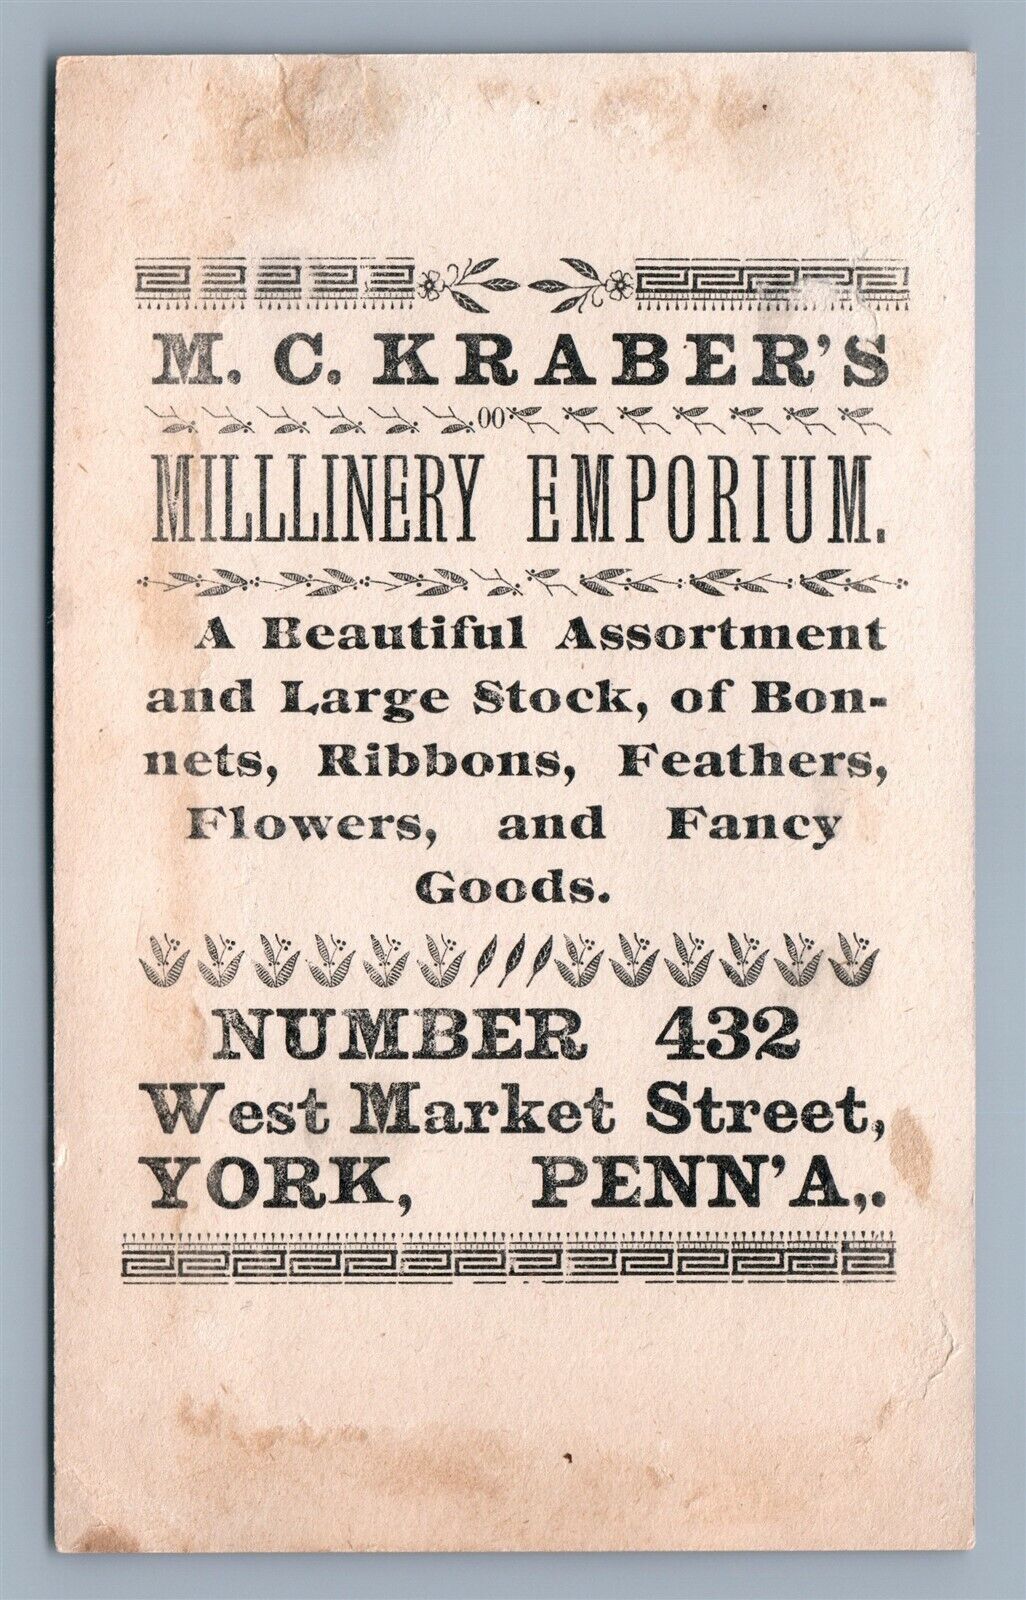 M. C. KRABER'S
MILLLINERY EMPORIUM.
A Beautiful Assortment
and Large Stock, of Bon-
nets, Ribbons, Feathers,
Flowers, and Fancy
Goods.
NUMBER 432
West Market Street,
YORK, PENN'A,.